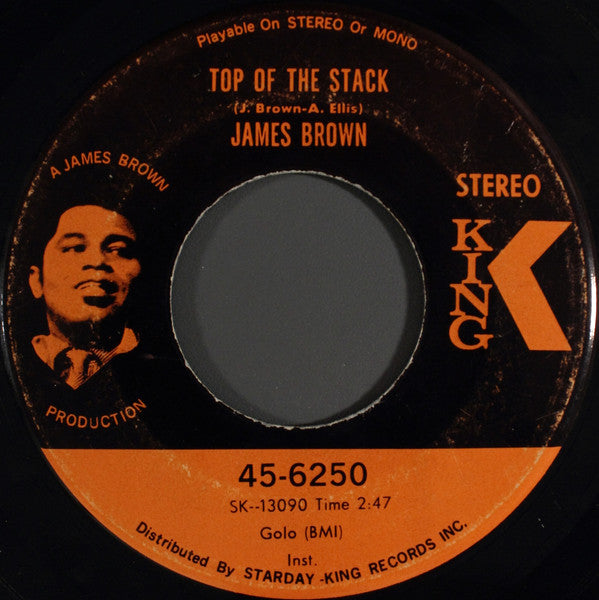 Playable On STEREO Or MONO
TOP OF THE STACK
(J. Brown-A. Ellis)
JAMES BROWN
A JAMES BROWN
PRODUCTION
STEREO
KING
45-6250
SK--13090 Time 2:47
Golo (BMI)
Inst.
Distributed By STARDAY-KING RECORDS INC.